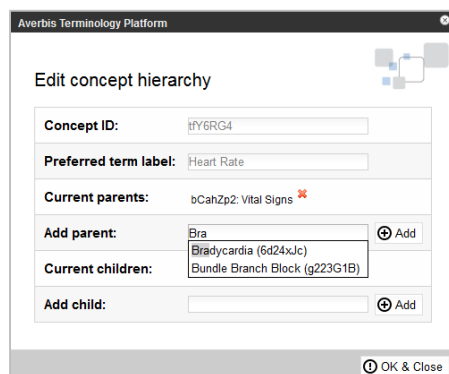 Averbis Terminology Platform
Edit concept hierarchy
Concept ID: tfY6RG4
Preferred term label: Heart Rate
Current parents: bCahZp2: Vital Signs
Add parent: Bra Add
Bradycardia (6d24xJc)
Bundle Branch Block (g223G1B)
Current children:
Add child: Add
OK & Close